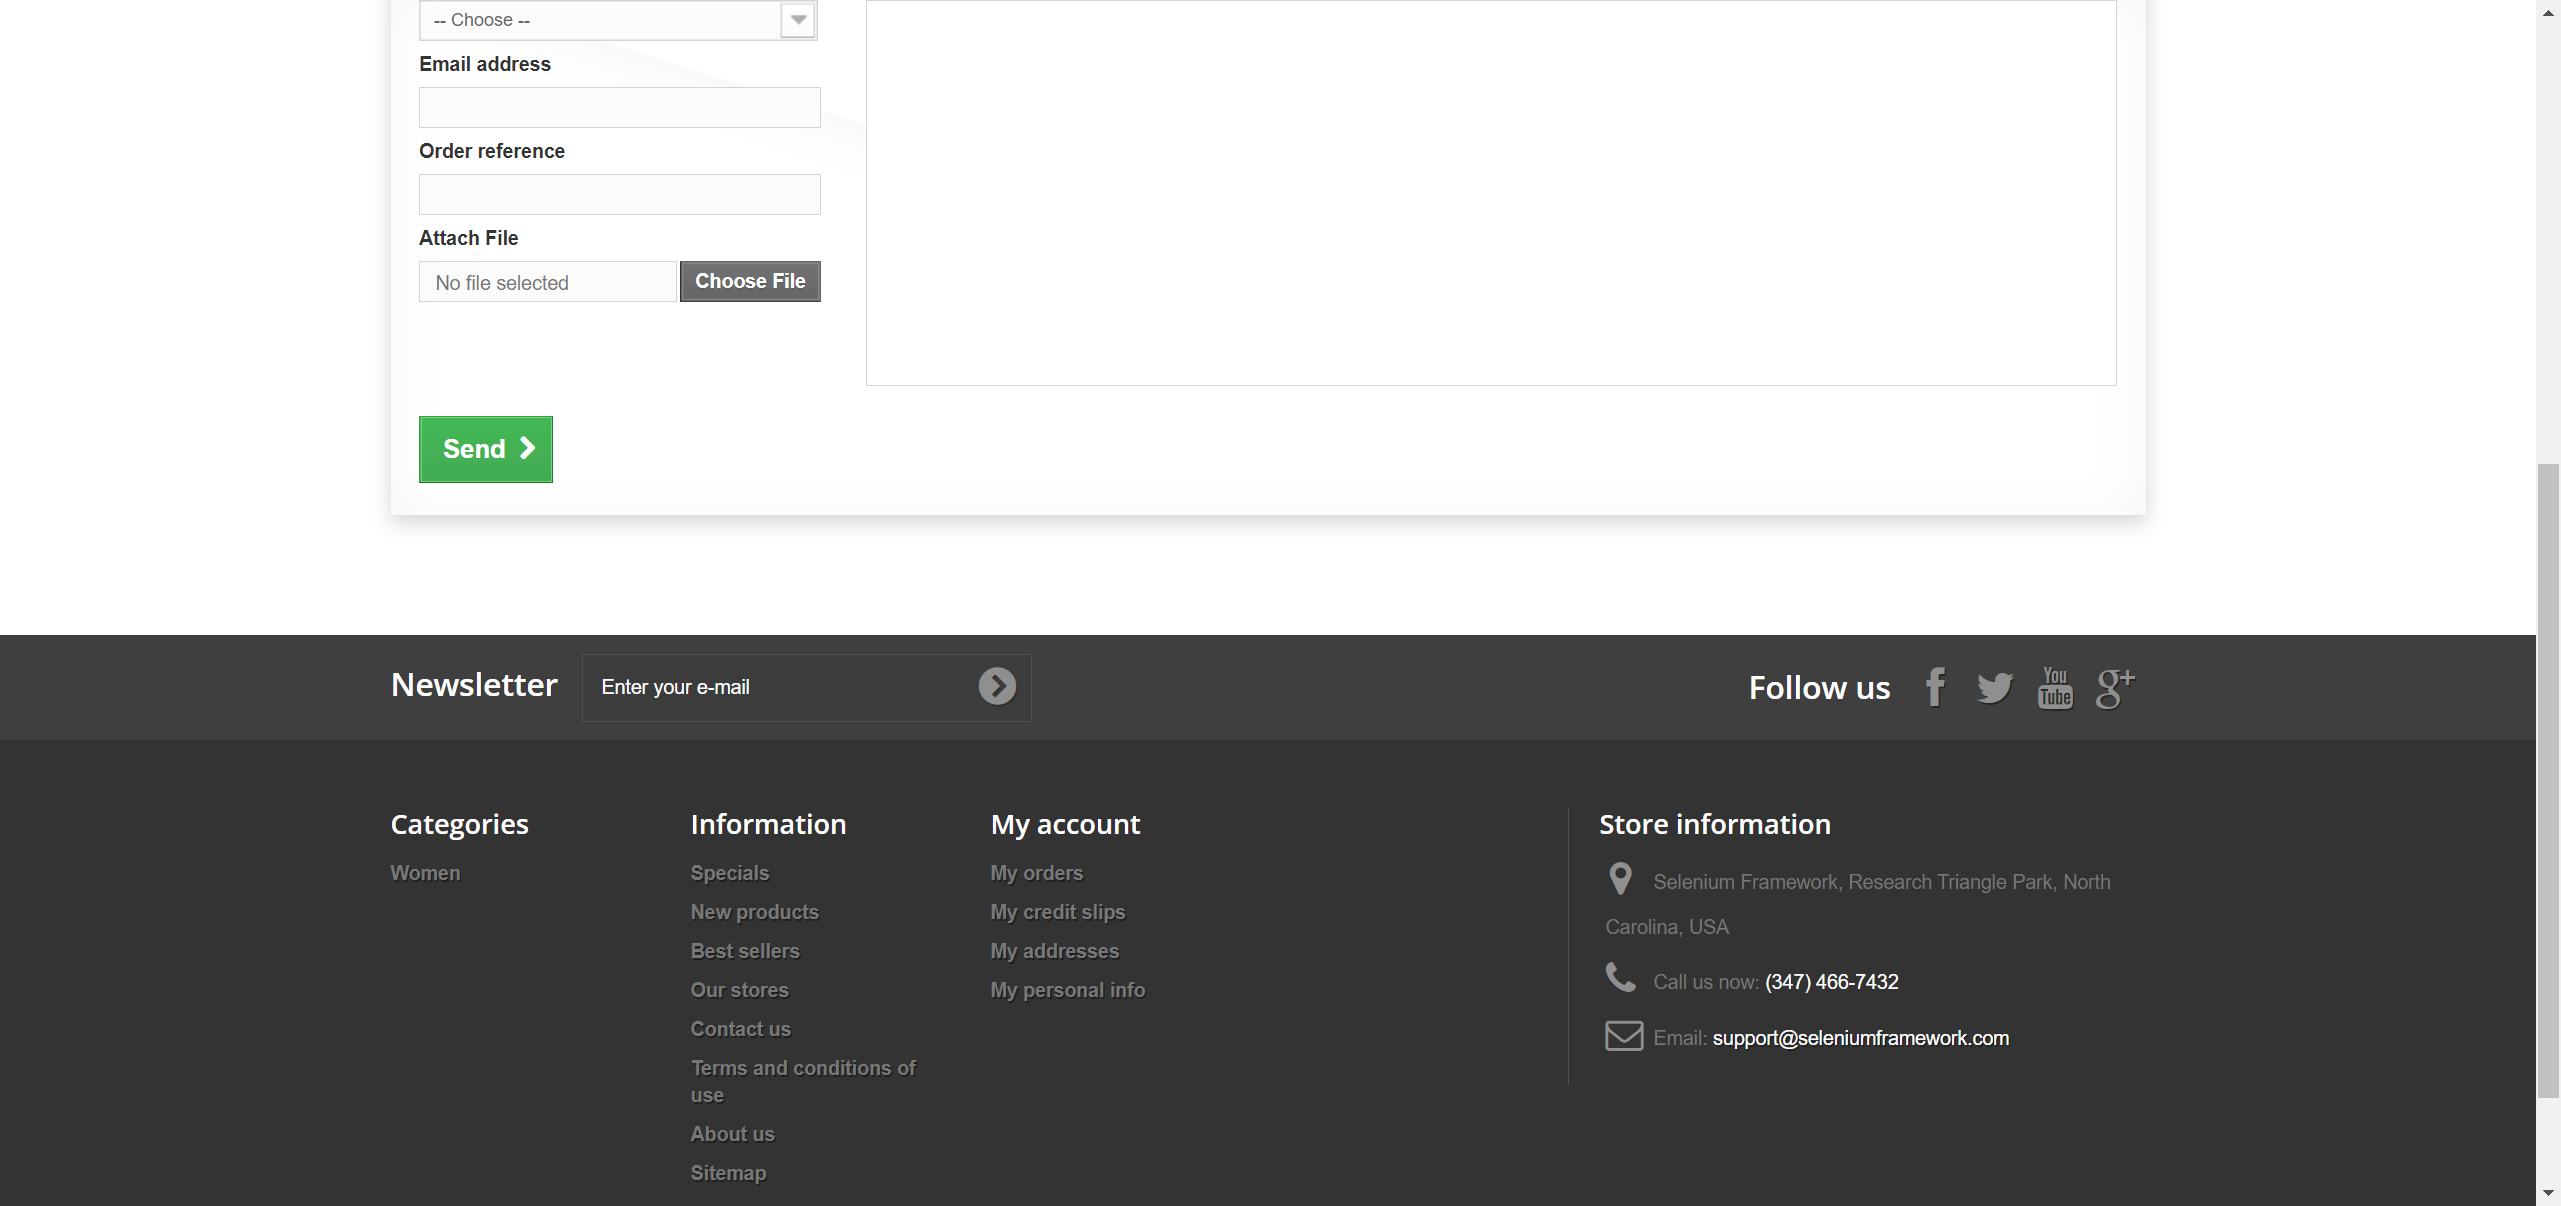 -- Choose --
Email address
Order reference
Attach File
No file selected
Choose File
Send
Newsletter
Enter your e-mail
Follow us
You
Tube
g+
Categories
Women
Information
Specials
New products
Best sellers
Our stores
Contact us
Terms and conditions of
use
About us
Sitemap
My account
My orders
My credit slips
My addresses
My personal info
Store information
Selenium Framework, Research Triangle Park, North
Carolina, USA
Call us now: (347) 466-7432
Email: support@seleniumframework.com